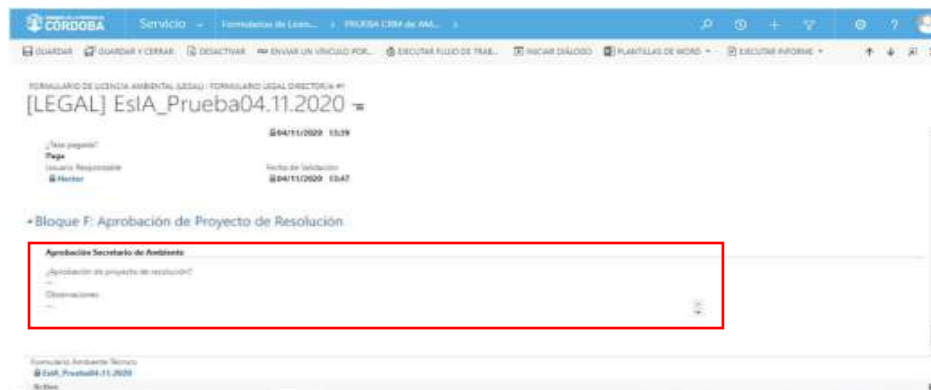 CÓRDOBA Servicio Formularios de Licen... PRUEBA CRM de AM...
GUARDAR GUARDAR Y CERRAR DESACTIVAR ENVIAR UN VÍNCULO POR... EJECUTAR FLUJO DE TRAB... INICIAR DIÁLOGO PLANTILLAS DE WORD EJECUTAR INFORME
FORMULARIO DE LICENCIA AMBIENTAL (LEGAL) : FORMULARIO LEGAL DIRECTOR/A
[LEGAL] EsIA_Prueba04.11.2020
04/11/2020 13:39
¿Tasa pagada?
Paga
Usuario Responsable Fecha de Validación
Hector 04/11/2020 13:47
Bloque F: Aprobación de Proyecto de Resolución
Aprobación Secretario de Ambiente
¿Aprobación de proyecto de resolución?
--
Observaciones
--
Formulario Ambiente Técnico
EsIA_Prueba04.11.2020
Activo